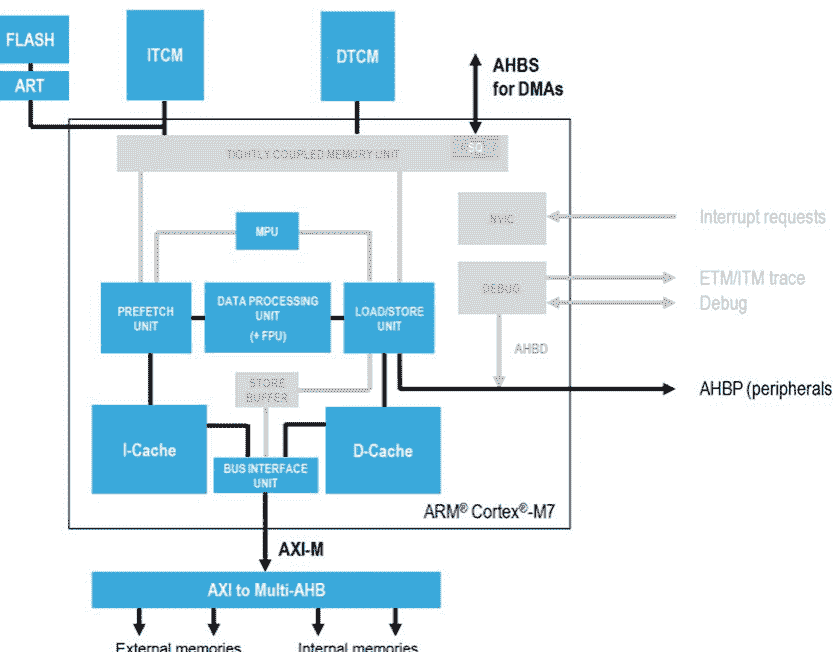 FLASH
ITCM
DTCM
ART
AHBS
for DMAs
TIGHTLY COUPLED MEMORY UNIT
NVIC
Interrupt requests
MPU
ETM/ITM trace
DEBUG
Debug
PREFETCH
UNIT
DATA PROCESSING
UNIT
(+ FPU)
LOAD/STORE
UNIT
AHBD
STORE
BUFFER
AHBP (peripherals
I-Cache
D-Cache
BUS INTERFACE
UNIT
ARM® Cortex®-M7
AXI-M
AXI to Multi-AHB
External memories
Internal memories